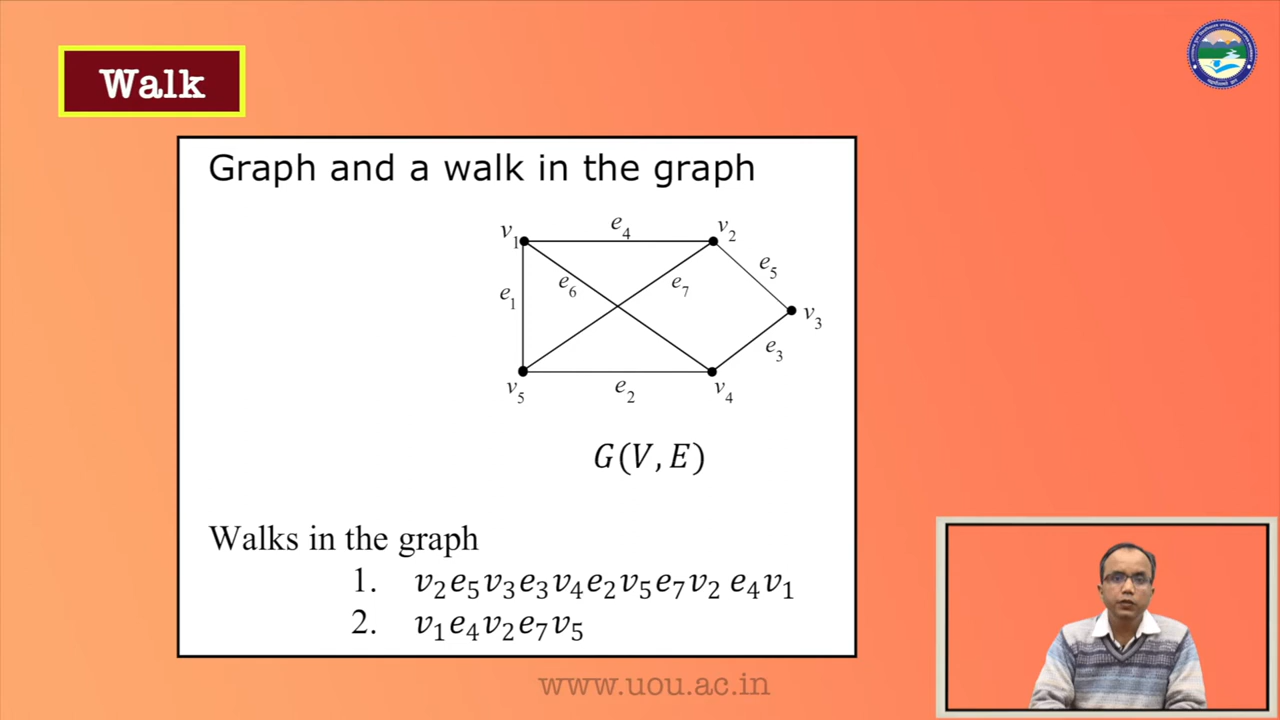 Walk
Graph and a walk in the graph
v₁
e₄
v₂
e₅
e₆
e₇
e₁
v₃
e₃
v₅
e₂
v₄
G(V, E)
Walks in the graph
1. v₂e₅v₃e₃v₄e₂v₅e₇v₂ e₄v₁
2. v₁e₄v₂e₇v₅
www.uou.ac.in